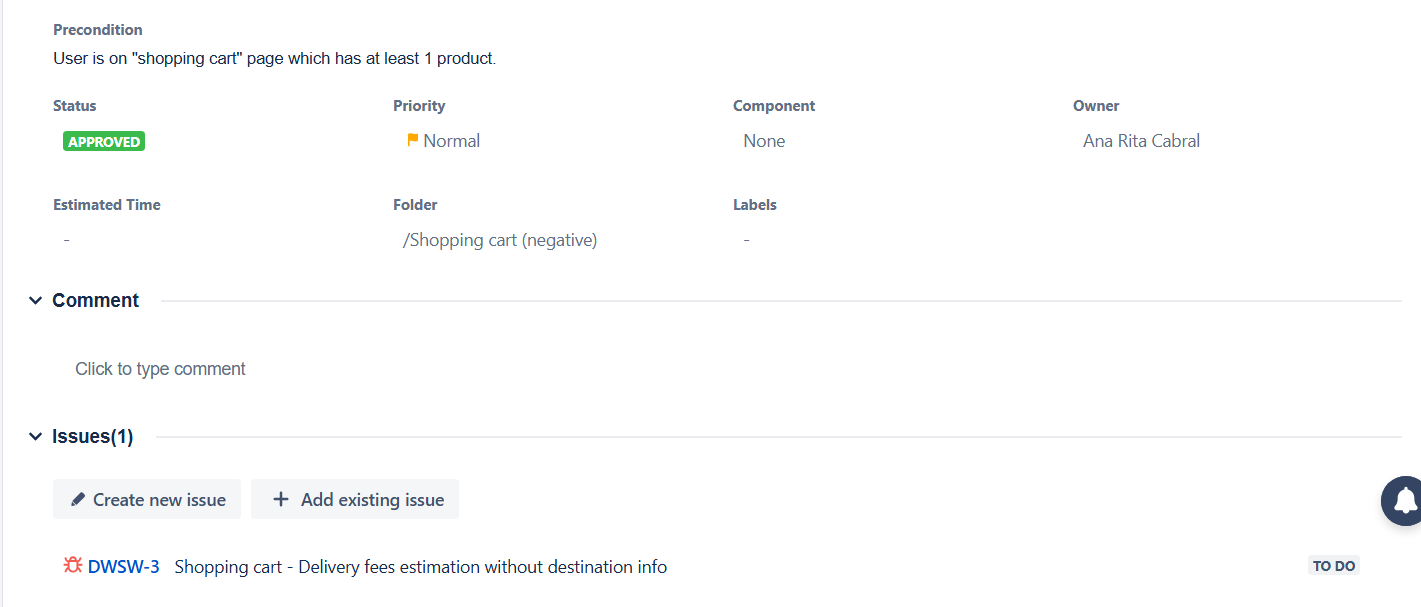 Precondition
User is on "shopping cart" page which has at least 1 product.
Status Priority Component Owner
APPROVED Normal None Ana Rita Cabral
Estimated Time Folder Labels
- /Shopping cart (negative) -
Comment
Click to type comment
Issues(1)
Create new issue + Add existing issue
DWSW-3 Shopping cart - Delivery fees estimation without destination info TO DO